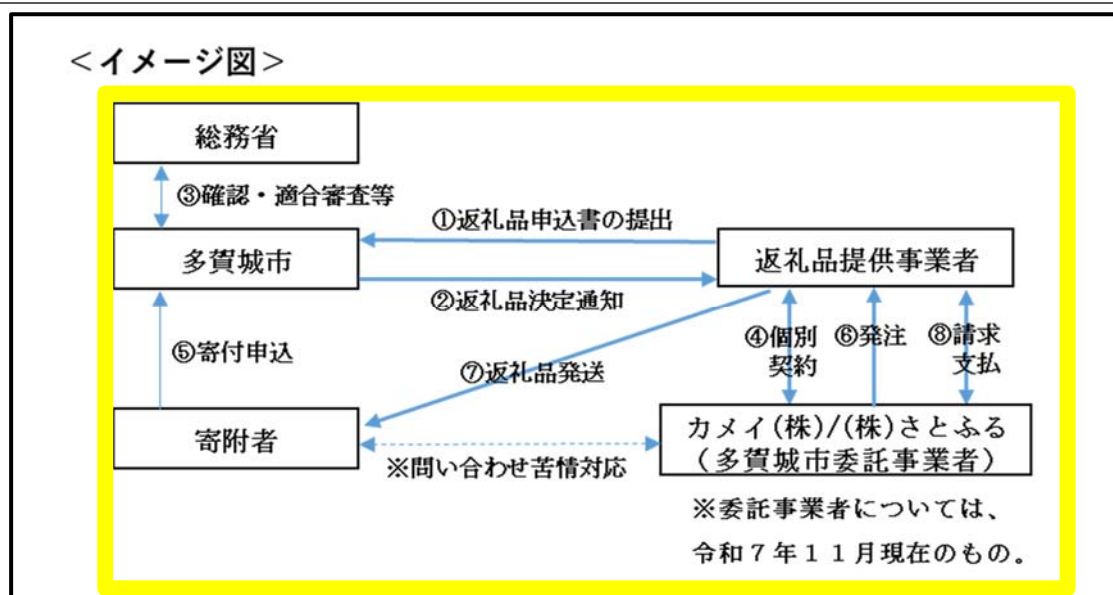 ＜イメージ図＞
総務省
③確認・適合審査等
①返礼品申込書の提出
多賀城市
返礼品提供事業者
②返礼品決定通知
④個別
契約
⑥発注
⑧請求
支払
⑤寄付申込
⑦返礼品発送
寄附者
カメイ(株)/(株)さとふる
（多賀城市委託事業者）
※問い合わせ苦情対応
※委託事業者については、
令和７年１１月現在のもの。